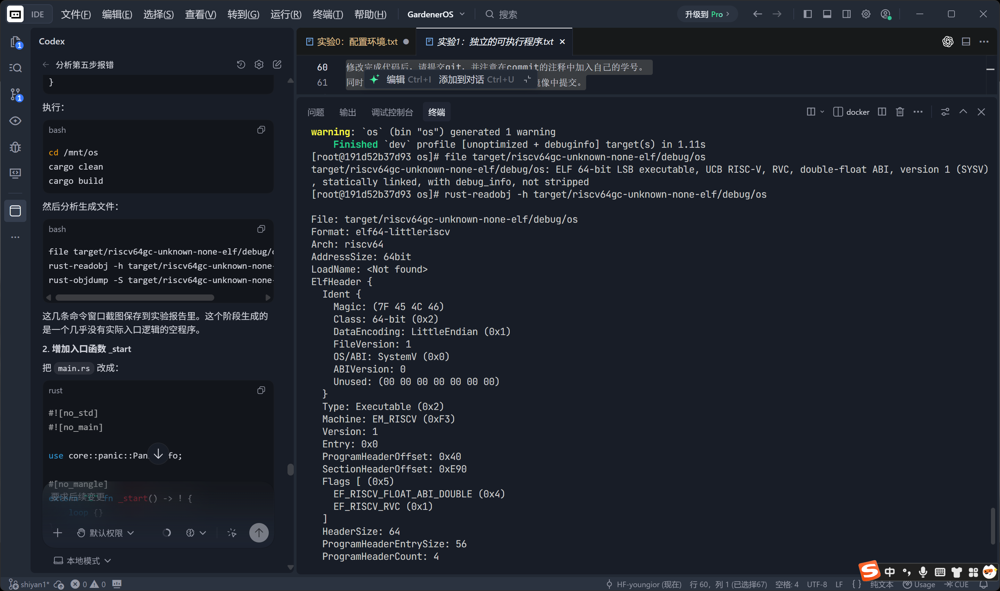 IDE 文件(F) 编辑(E) 选择(S) 查看(V) 转到(G) 运行(R) 终端(T) 帮助(H) GardenerOS 搜索 升级到 Pro
Codex
分析第五步报错
}
执行：
bash
cd /mnt/os
cargo clean
cargo build
然后分析生成文件：
bash
file target/riscv64gc-unknown-none-elf/debug/
rust-readobj -h target/riscv64gc-unknown-none-
rust-objdump -S target/riscv64gc-unknown-none-
这几条命令窗口截图保存到实验报告里。这个阶段生成的
是一个几乎没有实际入口逻辑的空程序。
2. 增加入口函数 _start
把 main.rs 改成：
rust
#![no_std]
#![no_main]
use core::panic::Pan fo;
#[no_mangle]
fn _start() -> ! {
loop {}
要求后续变更
默认权限
本地模式
实验0：配置环境.txt
实验1：独立的可执行程序.txt
60 修改完成代码后，请提交git，并注意在commit的注释中加入自己的学号。
61 同时 镜像中提交。
编辑 Ctrl+I 添加到对话 Ctrl+U
问题 输出 调试控制台 终端 docker
warning: `os` (bin "os") generated 1 warning
Finished `dev` profile [unoptimized + debuginfo] target(s) in 1.11s
[root@191d52b37d93 os]# file target/riscv64gc-unknown-none-elf/debug/os
target/riscv64gc-unknown-none-elf/debug/os: ELF 64-bit LSB executable, UCB RISC-V, RVC, double-float ABI, version 1 (SYSV)
, statically linked, with debug_info, not stripped
[root@191d52b37d93 os]# rust-readobj -h target/riscv64gc-unknown-none-elf/debug/os
File: target/riscv64gc-unknown-none-elf/debug/os
Format: elf64-littleriscv
Arch: riscv64
AddressSize: 64bit
LoadName: <Not found>
ElfHeader {
Ident {
Magic: (7F 45 4C 46)
Class: 64-bit (0x2)
DataEncoding: LittleEndian (0x1)
FileVersion: 1
OS/ABI: SystemV (0x0)
ABIVersion: 0
Unused: (00 00 00 00 00 00 00)
}
Type: Executable (0x2)
Machine: EM_RISCV (0xF3)
Version: 1
Entry: 0x0
ProgramHeaderOffset: 0x40
SectionHeaderOffset: 0xE90
Flags [ (0x5)
EF_RISCV_FLOAT_ABI_DOUBLE (0x4)
EF_RISCV_RVC (0x1)
]
HeaderSize: 64
ProgramHeaderEntrySize: 56
ProgramHeaderCount: 4
中
shiyan1* 0 0 HF-youngior (现在) 行 60，列 1 (已选择67) 空格: 4 UTF-8 LF { } 纯文本 Usage CUE